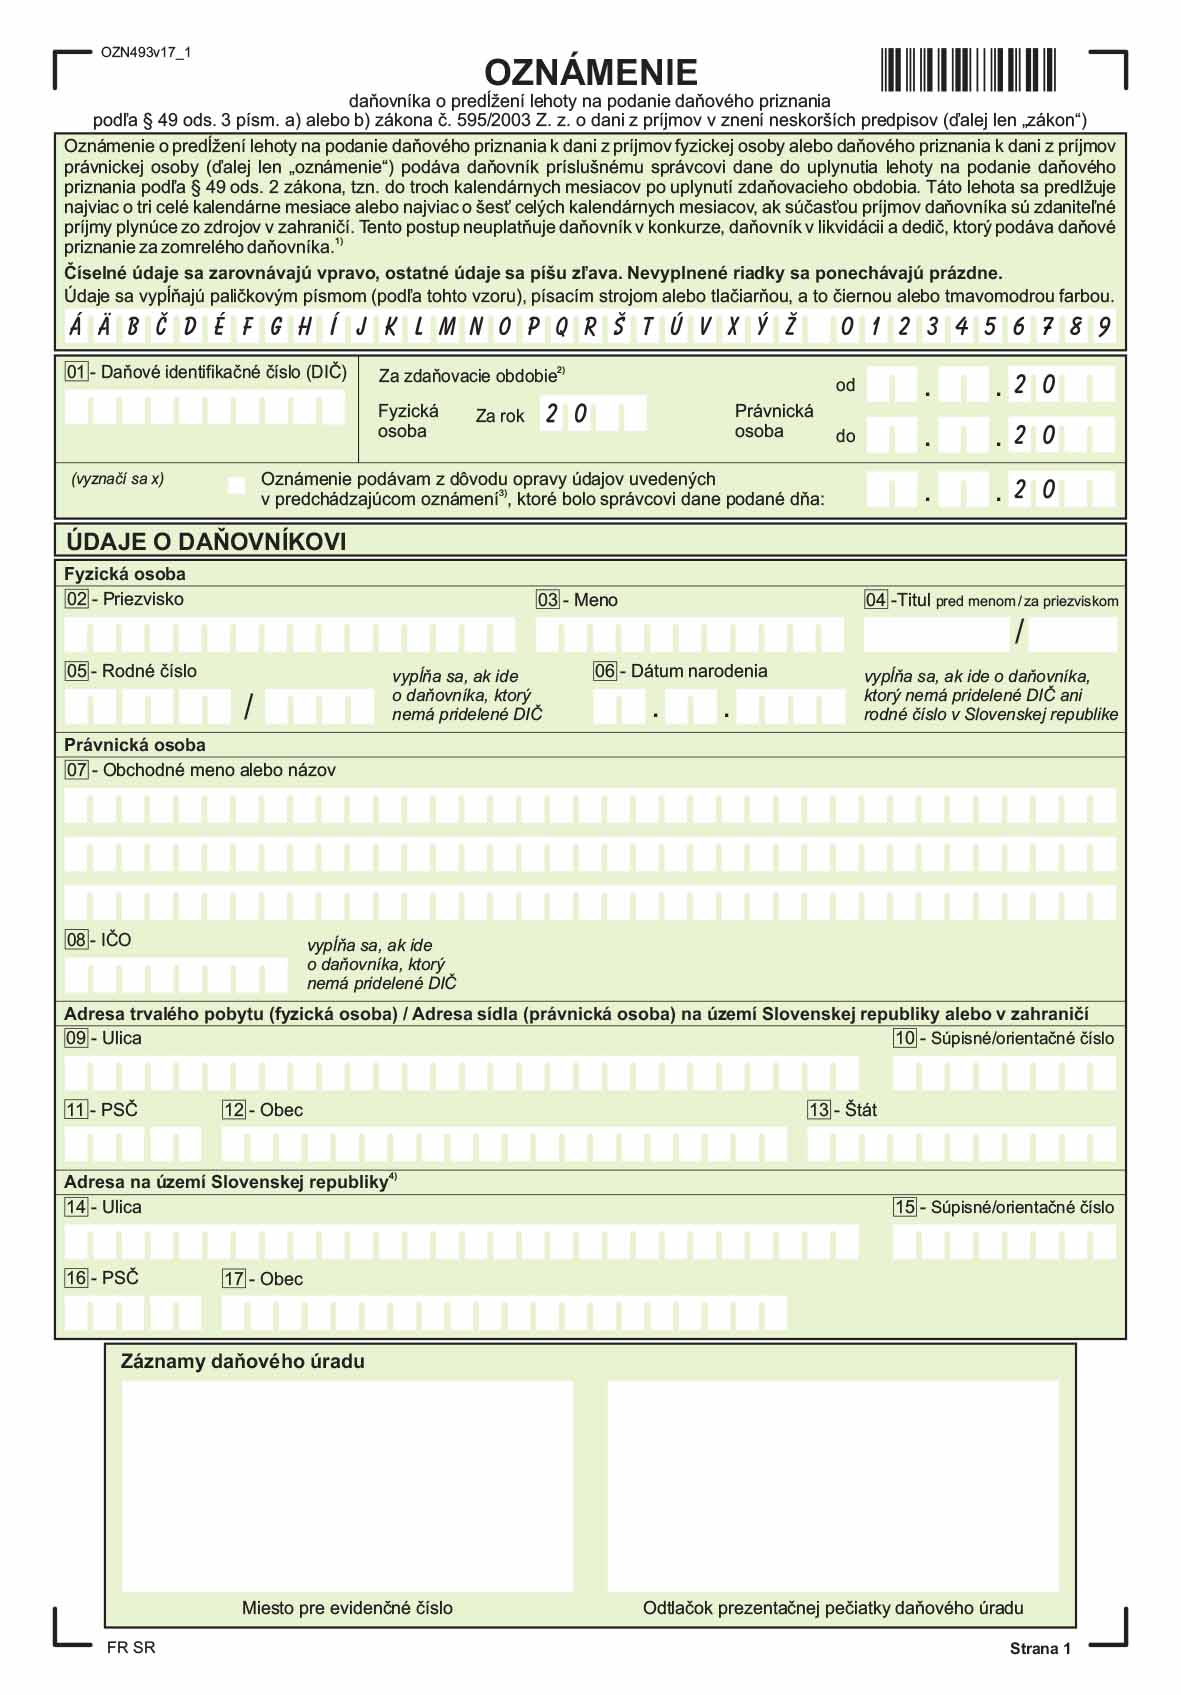 OZN493v17_1
OZNÁMENIE
daňovníka o predĺžení lehoty na podanie daňového priznania
podľa § 49 ods. 3 písm. a) alebo b) zákona č. 595/2003 Z. z. o dani z príjmov v znení neskorších predpisov (ďalej len „zákon“)
Oznámenie o predĺžení lehoty na podanie daňového priznania k dani z príjmov fyzickej osoby alebo daňového priznania k dani z príjmov
právnickej osoby (ďalej len „oznámenie“) podáva daňovník príslušnému správcovi dane do uplynutia lehoty na podanie daňového
priznania podľa § 49 ods. 2 zákona, tzn. do troch kalendárnych mesiacov po uplynutí zdaňovacieho obdobia. Táto lehota sa predlžuje
najviac o tri celé kalendárne mesiace alebo najviac o šesť celých kalendárnych mesiacov, ak súčasťou príjmov daňovníka sú zdaniteľné
príjmy plynúce zo zdrojov v zahraničí. Tento postup neuplatňuje daňovník v konkurze, daňovník v likvidácii a dedič, ktorý podáva daňové
priznanie za zomrelého daňovníka.1)
Číselné údaje sa zarovnávajú vpravo, ostatné údaje sa píšu zľava. Nevyplnené riadky sa ponechávajú prázdne.
Údaje sa vypĺňajú paličkovým písmom (podľa tohto vzoru), písacím strojom alebo tlačiarňou, a to čiernou alebo tmavomodrou farbou.
Á Ä B Č D É F G H Í J K L M N O P Q R Š T Ú V X Ý Ž 0 1 2 3 4 5 6 7 8 9
01 - Daňové identifikačné číslo (DIČ)
Za zdaňovacie obdobie2)
Fyzická osoba
Za rok 20
Právnická osoba
od . . 20
do . . 20
(vyznačí sa x)
Oznámenie podávam z dôvodu opravy údajov uvedených
v predchádzajúcom oznámení3), ktoré bolo správcovi dane podané dňa: . . 20
ÚDAJE O DAŇOVNÍKOVI
Fyzická osoba
02 - Priezvisko
03 - Meno
04 -Titul pred menom / za priezviskom
/
05 - Rodné číslo
/
vypĺňa sa, ak ide
o daňovníka, ktorý
nemá pridelené DIČ
06 - Dátum narodenia
. .
vypĺňa sa, ak ide o daňovníka,
ktorý nemá pridelené DIČ ani
rodné číslo v Slovenskej republike
Právnická osoba
07 - Obchodné meno alebo názov
08 - IČO
vypĺňa sa, ak ide
o daňovníka, ktorý
nemá pridelené DIČ
Adresa trvalého pobytu (fyzická osoba) / Adresa sídla (právnická osoba) na území Slovenskej republiky alebo v zahraničí
09 - Ulica
10 - Súpisné/orientačné číslo
11 - PSČ
12 - Obec
13 - Štát
Adresa na území Slovenskej republiky4)
14 - Ulica
15 - Súpisné/orientačné číslo
16 - PSČ
17 - Obec
Záznamy daňového úradu
Miesto pre evidenčné číslo
Odtlačok prezentačnej pečiatky daňového úradu
FR SR
Strana 1